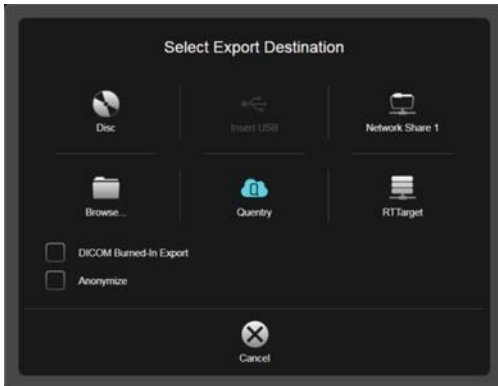 Select Export Destination
Disc
Insert USB
Network Share 1
Browse...
Quentry
RTTarget
DICOM Burned-In Export
Anonymize
Cancel